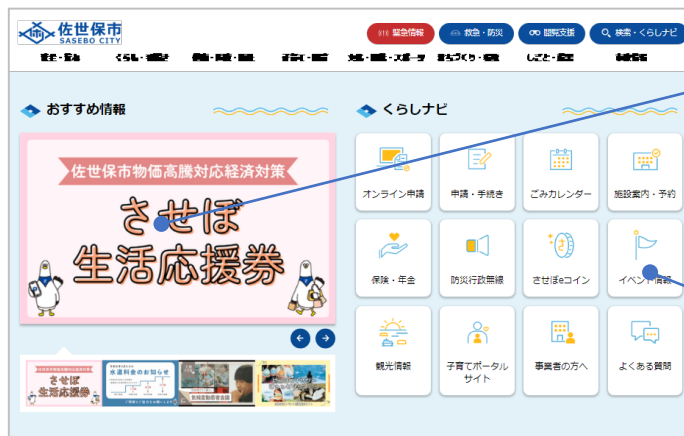 佐世保市
SASEBO CITY
緊急情報
救急・防災
閲覧支援
検索・くらしナビ
おすすめ情報
くらしナビ
佐世保市物価高騰対応経済対策
させぼ
生活応援券
オンライン申請
申請・手続き
ごみカレンダー
施設案内・予約
保険・年金
防災行政無線
させぼeコイン
イベント情報
観光情報
子育てポータル
サイト
事業者の方へ
よくある質問
させぼ
生活応援券
水道料金のお知らせ